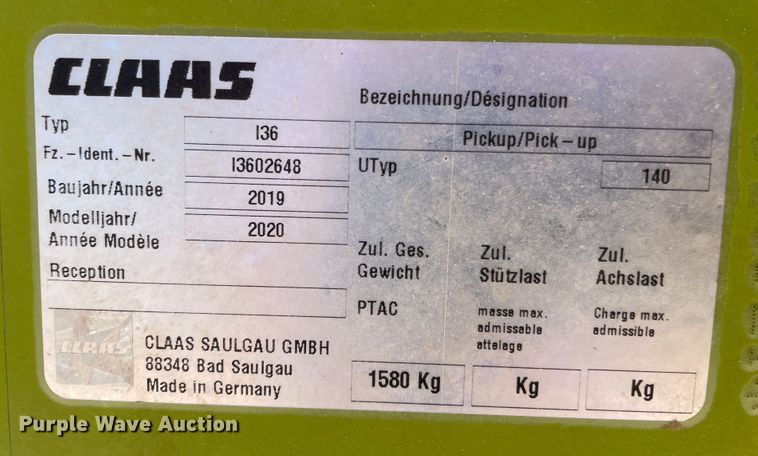 CLAAS
Bezeichnung/Désignation
Typ I36 Pickup/Pick-up
Fz.-Ident.-Nr. I3602648 UTyp 140
Baujahr/Année 2019
Modelljahr/
Année Modèle 2020
Zul. Ges. Gewicht
Zul. Stützlast
Zul. Achslast
Reception
PTAC
masse max. admissable attelage
Charge max. admissible
CLAAS
CLAAS SAULGAU GMBH
88348 Bad Saulgau
Made in Germany
1580 Kg Kg Kg
Purple Wave Auction